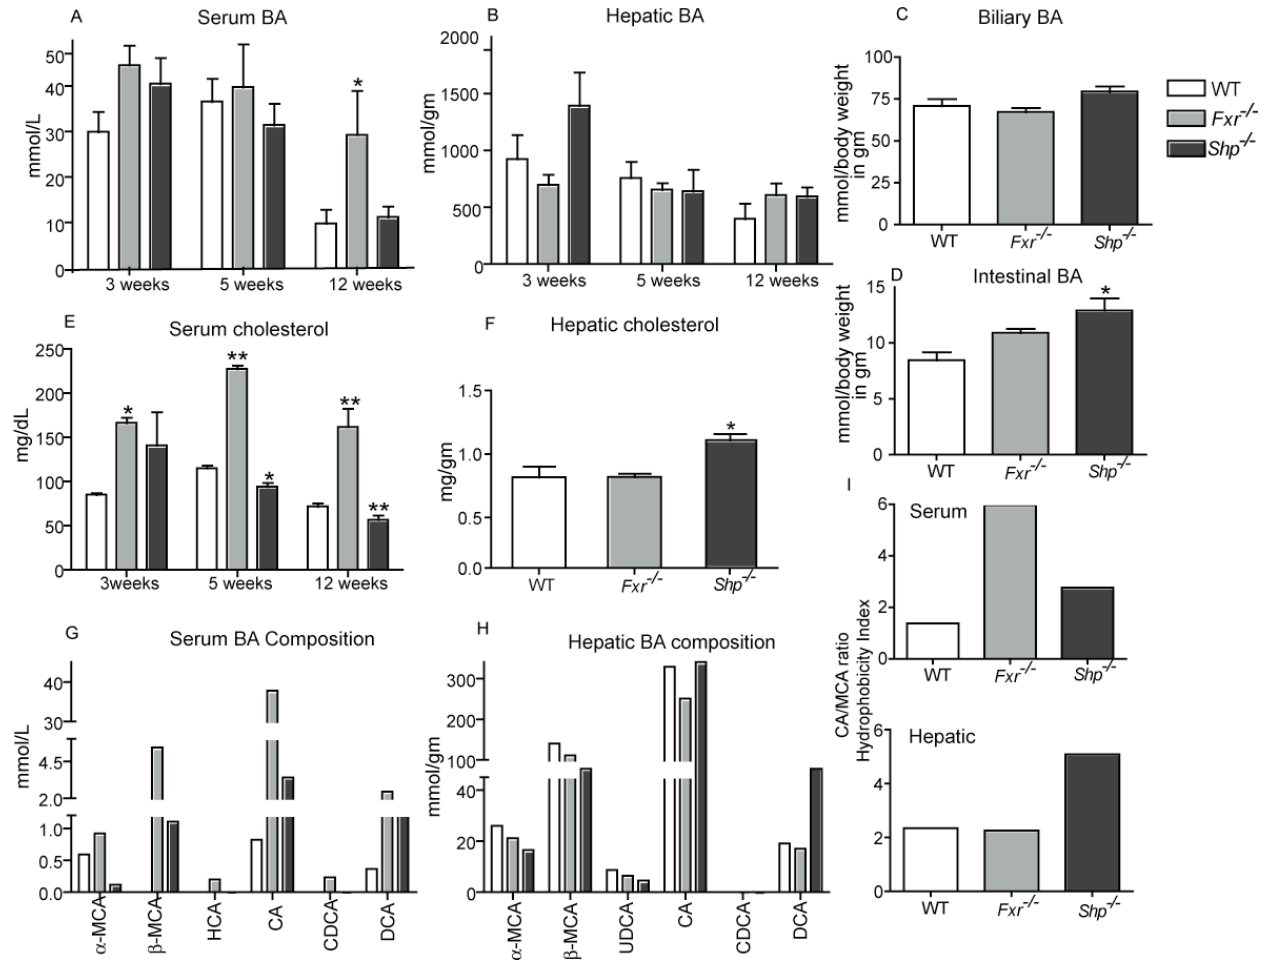 A
Serum BA
mmol/L
50
40
30
20
10
0
3 weeks
5 weeks
12 weeks
*
B
Hepatic BA
mmol/gm
2000
1500
1000
500
0
3 weeks
5 weeks
12 weeks
C
Biliary BA
mmol/body weight
in gm
100
75
50
25
0
WT
Fxr-/-
Shp-/-
WT
Fxr-/-
Shp-/-
D
Intestinal BA
mmol/body weight
in gm
15
10
5
0
*
WT
Fxr-/-
Shp-/-
E
Serum cholesterol
mg/dL
250
200
150
100
50
0
*
**
*
**
**
3weeks
5 weeks
12 weeks
F
Hepatic cholesterol
mg/gm
1.5
1.0
0.5
0.0
*
WT
Fxr-/-
Shp-/-
G
Serum BA Composition
mmol/L
40
30
4.5
2.0
1.0
0.5
0.0
α-MCA
β-MCA
HCA
CA
CDCA
DCA
H
Hepatic BA composition
mmol/gm
300
200
100
40
20
0
α-MCA
β-MCA
UDCA
CA
CDCA
DCA
I
CA/MCA ratio
Hydrophobicity Index
Serum
6
4
2
0
WT
Fxr-/-
Shp-/-
Hepatic
6
4
2
0
WT
Fxr-/-
Shp-/-